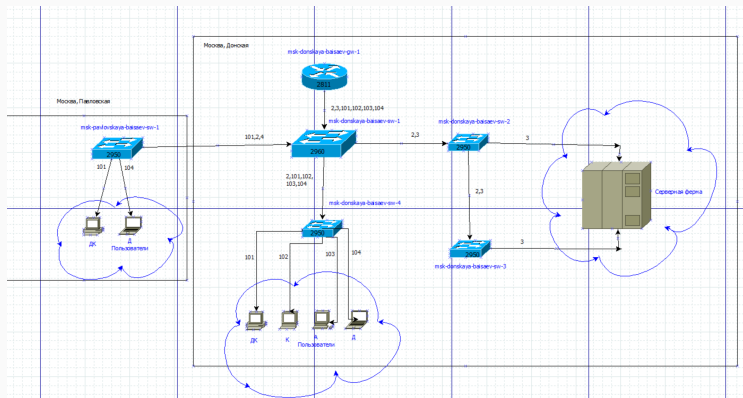 Москва, Донская
msk-donskaya-baisaev-gw-1
2811
2,3,101,102,103,104
Москва, Павловская
msk-pavlovskaya-baisaev-sw-1
2950
101,2,4
msk-donskaya-baisaev-sw-1
2960
2,3
msk-donskaya-baisaev-sw-2
2950
3
101
104
ДК
Д
Пользователи
2,101,102,
103,104
msk-donskaya-baisaev-sw-4
2950
2,3
Серверная ферма
3
msk-donskaya-baisaev-sw-3
2950
101
102
103
104
ДК
К
А
Д
Пользователи